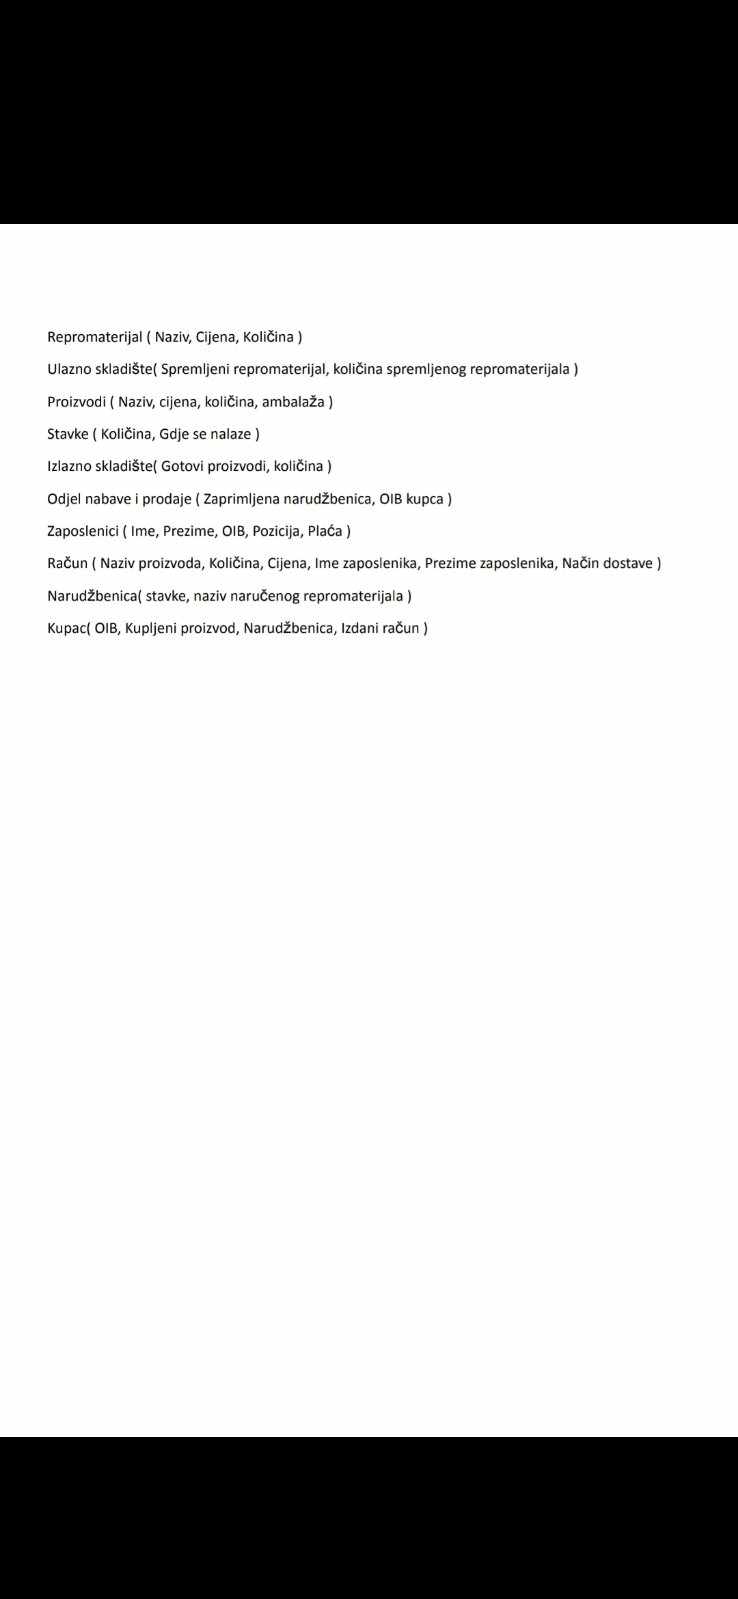 Repromaterijal ( Naziv, Cijena, Količina )
Ulazno skladište( Spremljeni repromaterijal, količina spremljenog repromaterijala )
Proizvodi ( Naziv, cijena, količina, ambalaža )
Stavke ( Količina, Gdje se nalaze )
Izlazno skladište( Gotovi proizvodi, količina )
Odjel nabave i prodaje ( Zaprimljena narudžbenica, OIB kupca )
Zaposlenici ( Ime, Prezime, OIB, Pozicija, Plaća )
Račun ( Naziv proizvoda, Količina, Cijena, Ime zaposlenika, Prezime zaposlenika, Način dostave )
Narudžbenica( stavke, naziv naručenog repromaterijala )
Kupac( OIB, Kupljeni proizvod, Narudžbenica, Izdani račun )